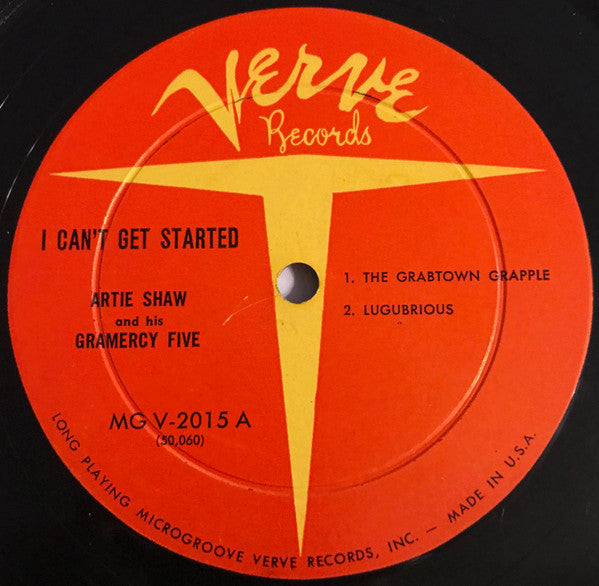 Verve
Records
I CAN'T GET STARTED
ARTIE SHAW
and his
GRAMERCY FIVE
1. THE GRABTOWN GRAPPLE
2. LUGUBRIOUS
MG V-2015 A
(50,060)
LONG PLAYING MICROGROOVE VERVE RECORDS, INC. — MADE IN U.S.A.